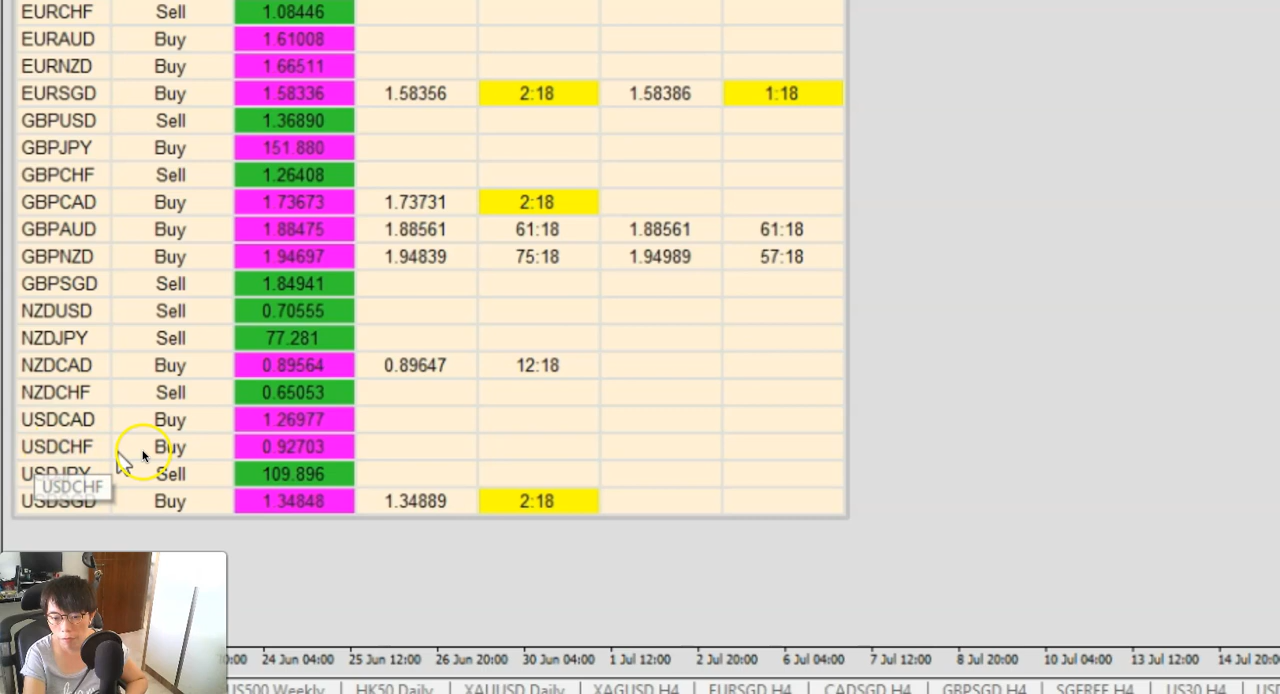 EURCHF Sell 1.08446
EURAUD Buy 1.61008
EURNZD Buy 1.66511
EURSGD Buy 1.58336 1.58356 2:18 1.58386 1:18
GBPUSD Sell 1.36890
GBPJPY Buy 151.880
GBPCHF Sell 1.26408
GBPCAD Buy 1.73673 1.73731 2:18
GBPAUD Buy 1.88475 1.88561 61:18 1.88561 61:18
GBPNZD Buy 1.94697 1.94839 75:18 1.94989 57:18
GBPSGD Sell 1.84941
NZDUSD Sell 0.70555
NZDJPY Sell 77.281
NZDCAD Buy 0.89564 0.89647 12:18
NZDCHF Sell 0.65053
USDCAD Buy 1.26977
USDCHF Buy 0.92703
USDJPY Sell 109.896
USDCHF
USDSGD Buy 1.34848 1.34889 2:18
24 Jun 04:00 25 Jun 12:00 26 Jun 20:00 30 Jun 04:00 1 Jul 12:00 2 Jul 20:00 6 Jul 04:00 7 Jul 12:00 8 Jul 20:00 10 Jul 04:00 13 Jul 12:00 14 Jul 20:0
US500 Weekly HK50 Daily XAUUSD Daily XAGUSD H4 EURSGD H4 CADSGD H4 GBPSGD H4 SGFREE H4 US30 H4